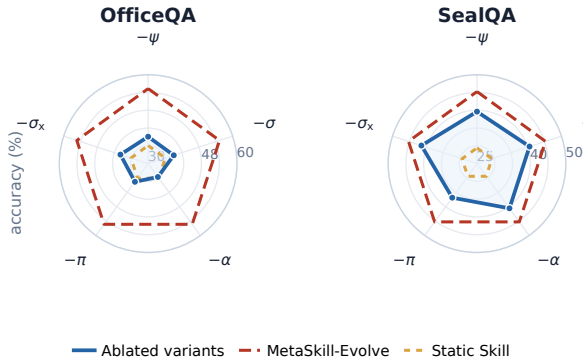 OfficeQA
SealQA
−ψ
−ψ
−σx
−σ
−σx
30
48
60
25
40
50
accuracy (%)
−π
−α
−π
−α
Ablated variants
MetaSkill-Evolve
Static Skill